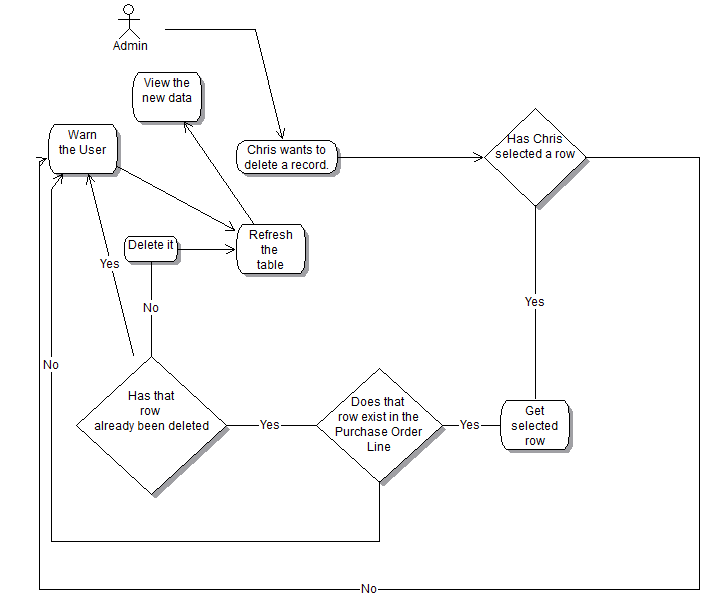 Admin
View the
new data
Warn
the User
Chris wants to
delete a record.
Has Chris
selected a row
Refresh
the
table
Delete it
Yes
No
Yes
No
Has that
row
already been deleted
Yes
Does that
row exist in the
Purchase Order
Line
Yes
Get
selected
row
No